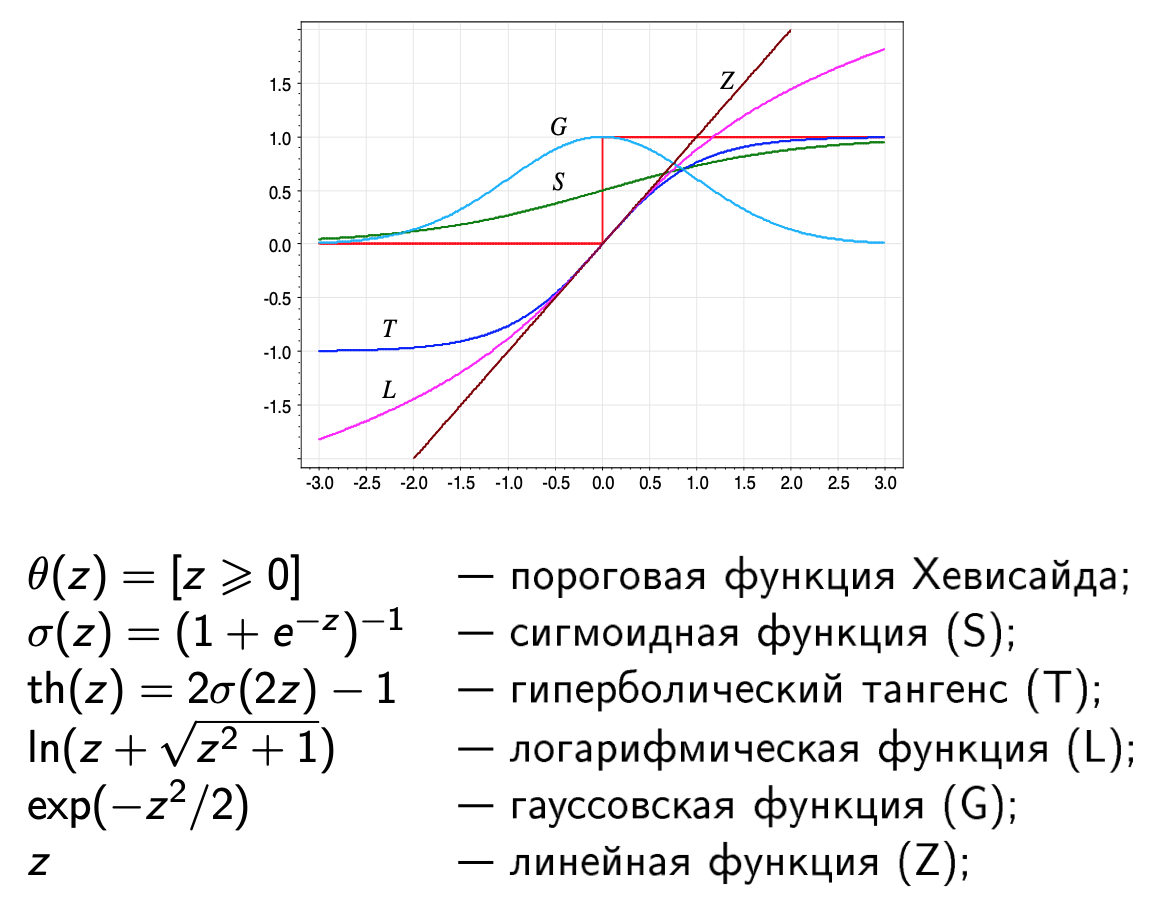 Z
1.5
G
1.0
S
0.5
0.0
-0.5
T
-1.0
L
-1.5
-3.0 -2.5 -2.0 -1.5 -1.0 -0.5 0.0 0.5 1.0 1.5 2.0 2.5 3.0
θ(z) = [z ⩾ 0] — пороговая функция Хевисайда;
σ(z) = (1 + e⁻ᶻ)⁻¹ — сигмоидная функция (S);
th(z) = 2σ(2z) − 1 — гиперболический тангенс (T);
ln(z + √(z² + 1)) — логарифмическая функция (L);
exp(−z²/2) — гауссовская функция (G);
z — линейная функция (Z);